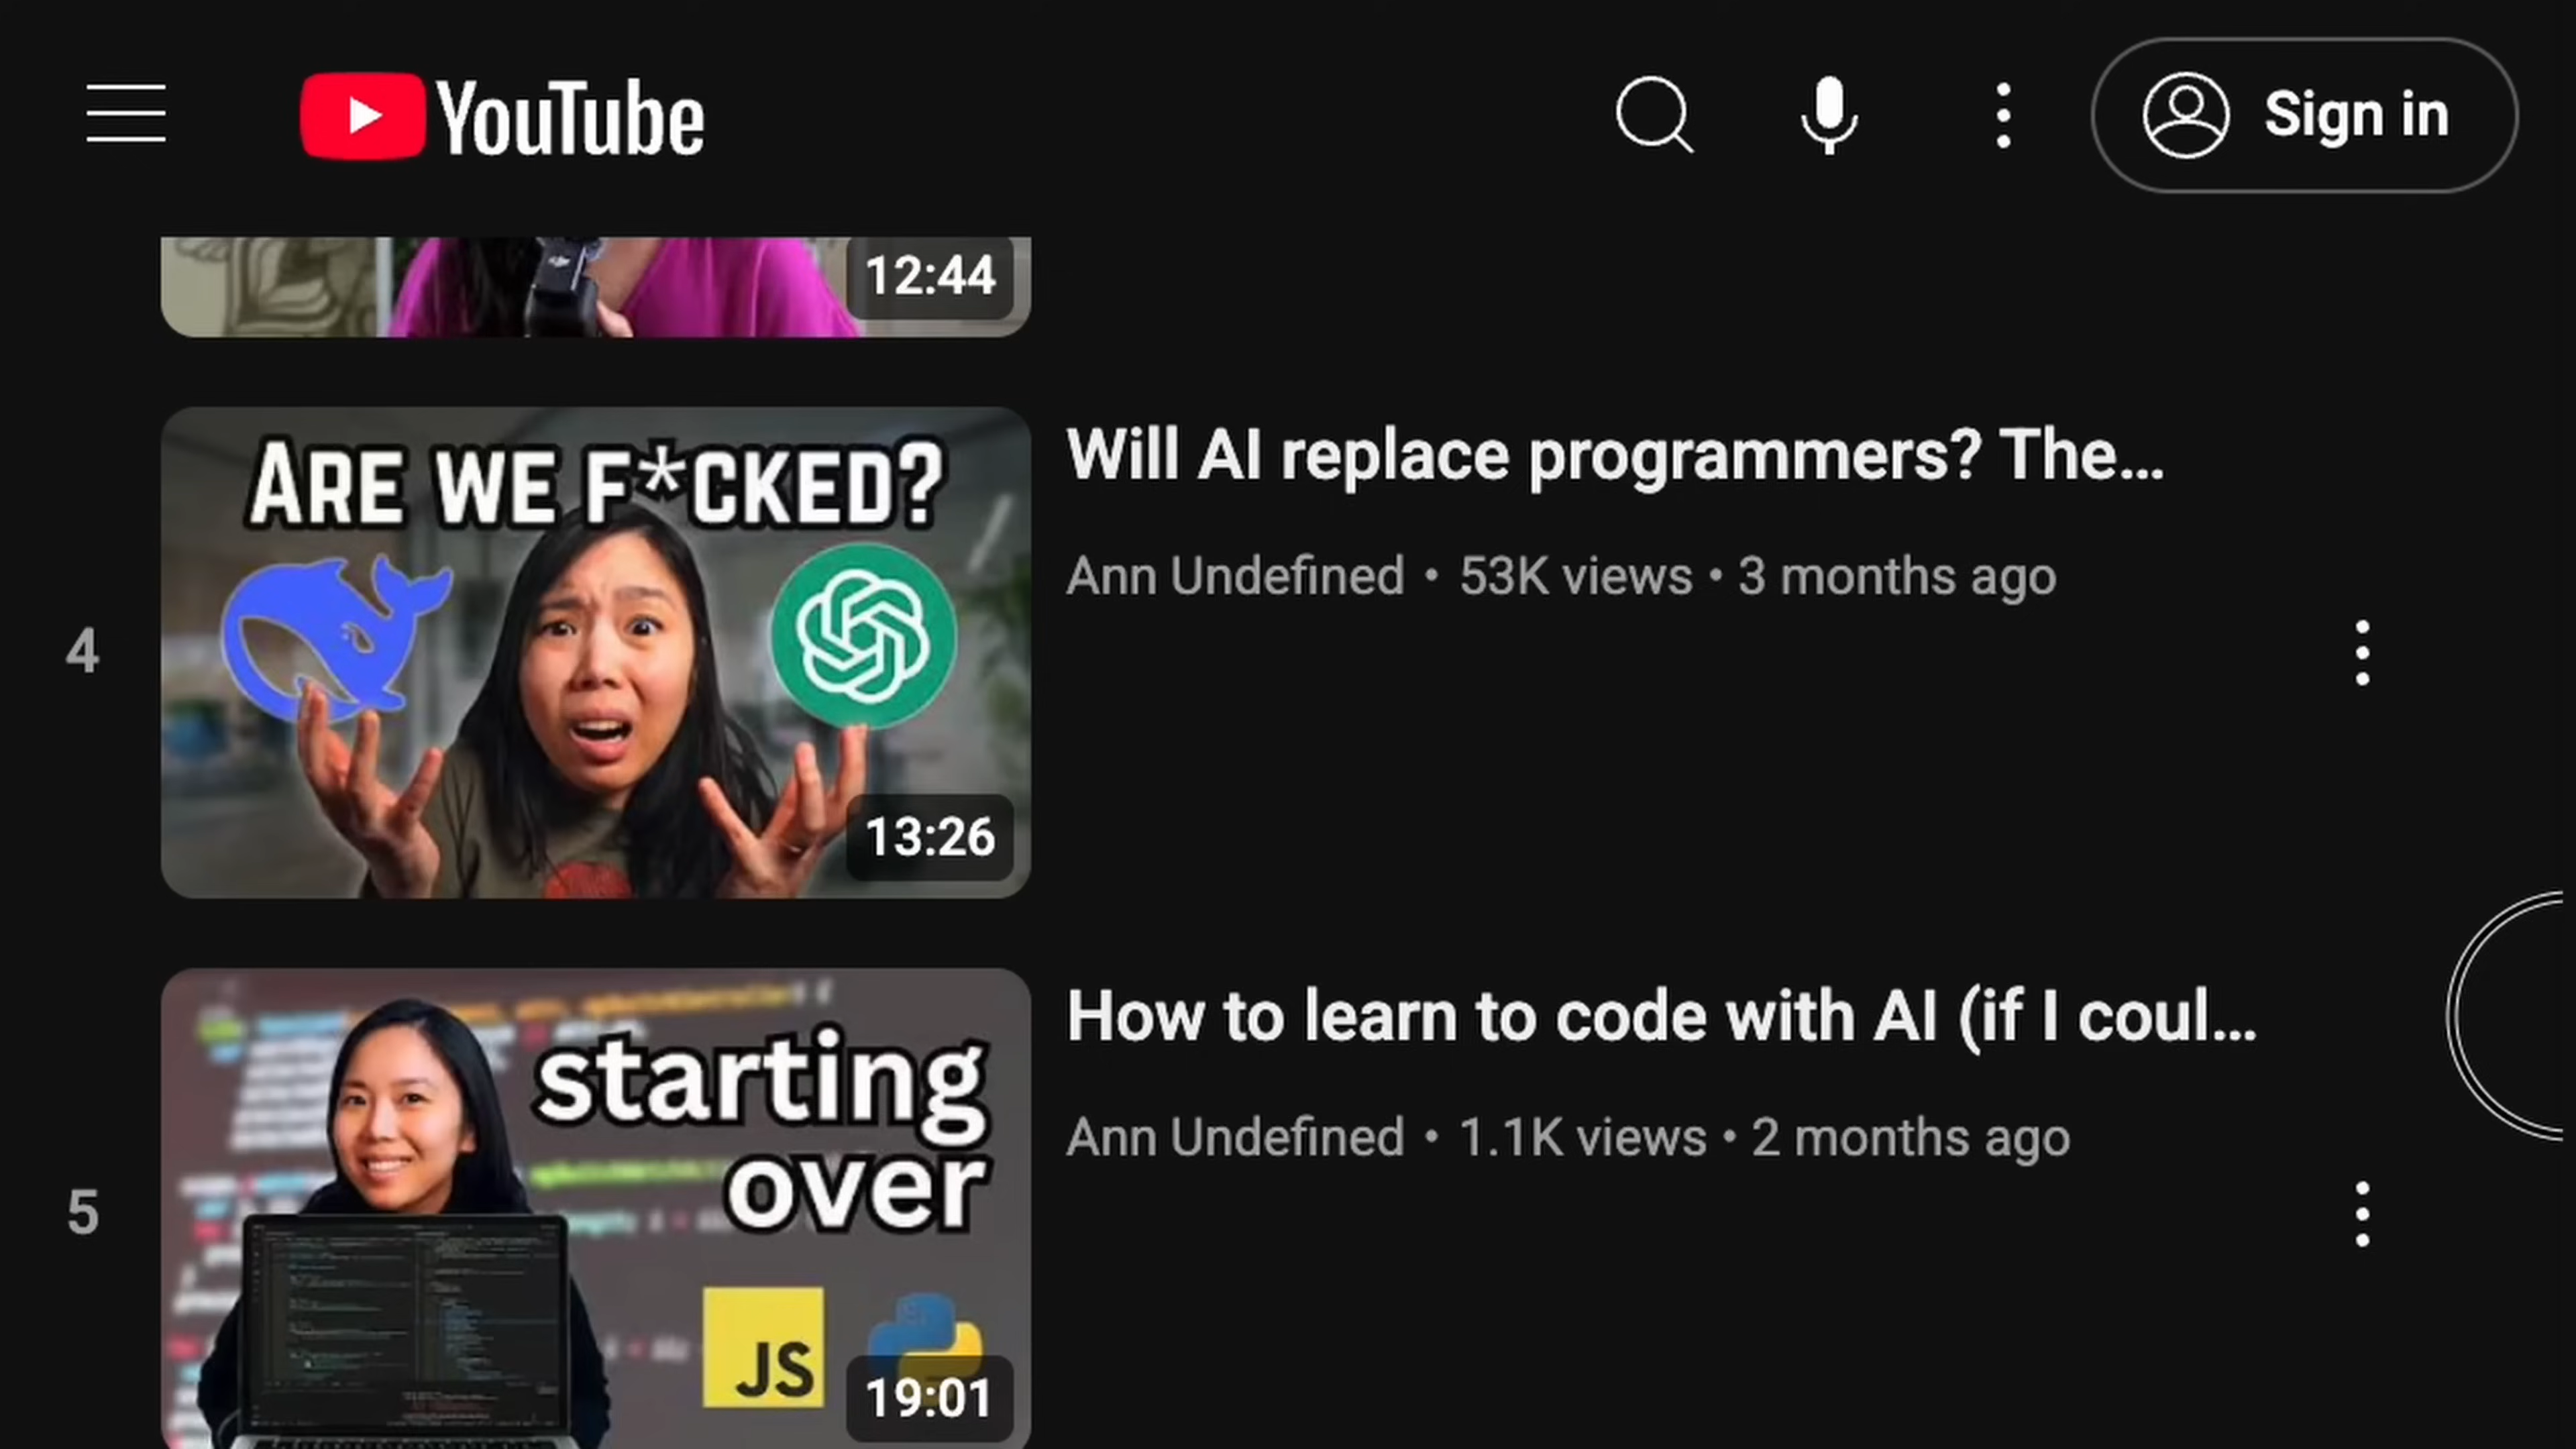 YouTube
Sign in
12:44
4
ARE WE F*CKED?
13:26
Will AI replace programmers? The...
Ann Undefined • 53K views • 3 months ago
5
starting
over
JS
19:01
How to learn to code with AI (if I coul...
Ann Undefined • 1.1K views • 2 months ago